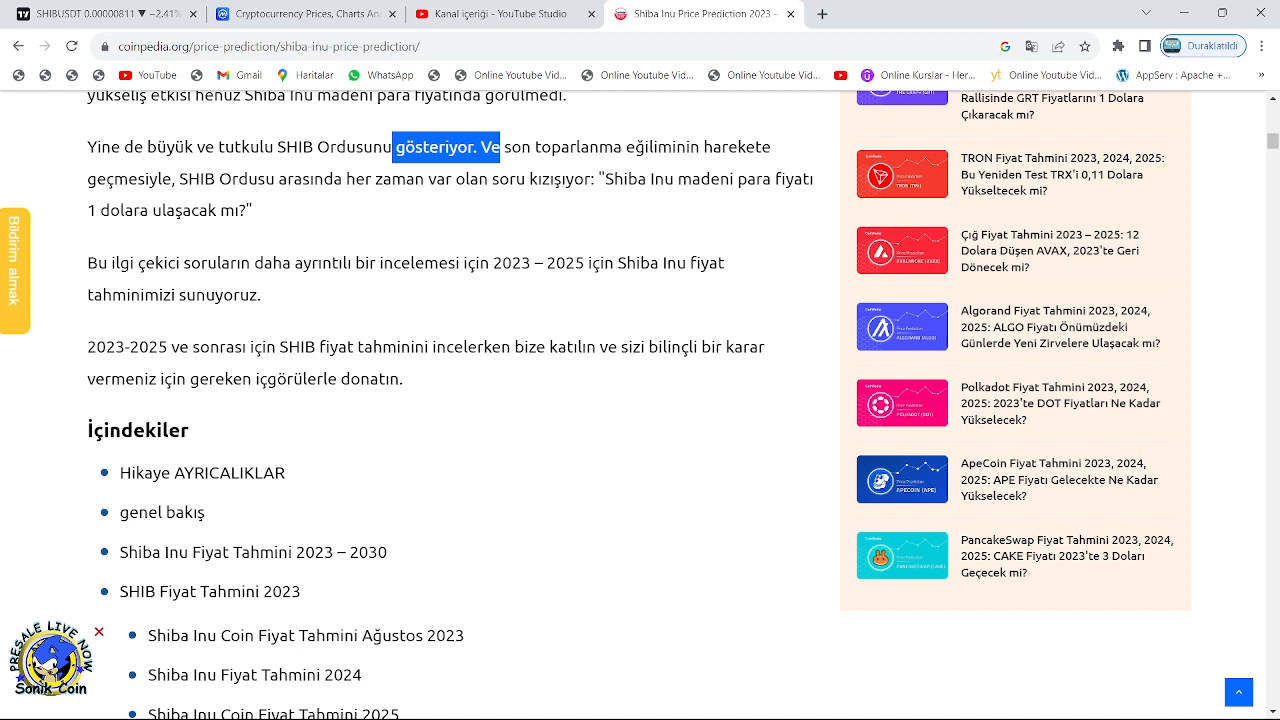 SHIBUSDT 0.00000811 ▼ −2.41%
Cryptocurrency Prices, Charts An
Kanal içeriği - YouTube Studio
Shiba Inu Price Prediction 2023 –
coinpedia.org/price-prediction/shiba-inu-price-prediction/
Duraklatıldı
YouTube
Gmail
Haritalar
WhatsApp
Online Youtube Vid...
Online Youtube Vid...
Online Youtube Vid...
Online Kurslar - Her...
Online Youtube Vid...
AppServ : Apache +...
yükseliş etkisi henüz Shiba Inu madeni para fiyatında görülmedi.
Yine de büyük ve tutkulu SHIB Ordusunu gösteriyor. Ve son toparlanma eğiliminin harekete
geçmesiyle SHIB Ordusu arasında her zaman var olan soru kızışıyor: "Shiba Inu madeni para fiyatı
1 dolara ulaşacak mı?"
Bu ilgi çekici soruların daha ayrıntılı bir incelemesi için 2023 – 2025 için Shiba Inu fiyat
tahminimizi sunuyoruz.
2023-2025 ve sonrası için SHIB fiyat tahminini incelerken bize katılın ve sizi bilinçli bir karar
vermeniz için gereken içgörülerle donatın.
İçindekiler
Hikaye AYRICALIKLAR
genel bakış
Shiba Inu Fiyat Tahmini 2023 – 2030
SHIB Fiyat Tahmini 2023
Shiba Inu Coin Fiyat Tahmini Ağustos 2023
Shiba Inu Fiyat Tahmini 2024
Shiba Inu Coin Fiyat Tahmini 2025
Bildirim almak
PRESALE LIVE NOW
Sonik Coin
Rallisinde GRT Fiyatlarını 1 Dolara
Çıkaracak mı?
TRON Fiyat Tahmini 2023, 2024, 2025:
Bu Yeniden Test TRX'i 0,11 Dolara
Yükseltecek mi?
Çığ Fiyat Tahmini 2023 – 2025: 12
Dolara Düşen AVAX, 2023'te Geri
Dönecek mi?
Algorand Fiyat Tahmini 2023, 2024,
2025: ALGO Fiyatı Önümüzdeki
Günlerde Yeni Zirvelere Ulaşacak mı?
Polkadot Fiyat Tahmini 2023, 2024,
2025: 2023'te DOT Fiyatları Ne Kadar
Yükselecek?
ApeCoin Fiyat Tahmini 2023, 2024,
2025: APE Fiyatı Gelecekte Ne Kadar
Yükselecek?
PancakeSwap Fiyat Tahmini 2023, 2024,
2025: CAKE Fiyatı 2023'te 3 Doları
Geçecek mi?